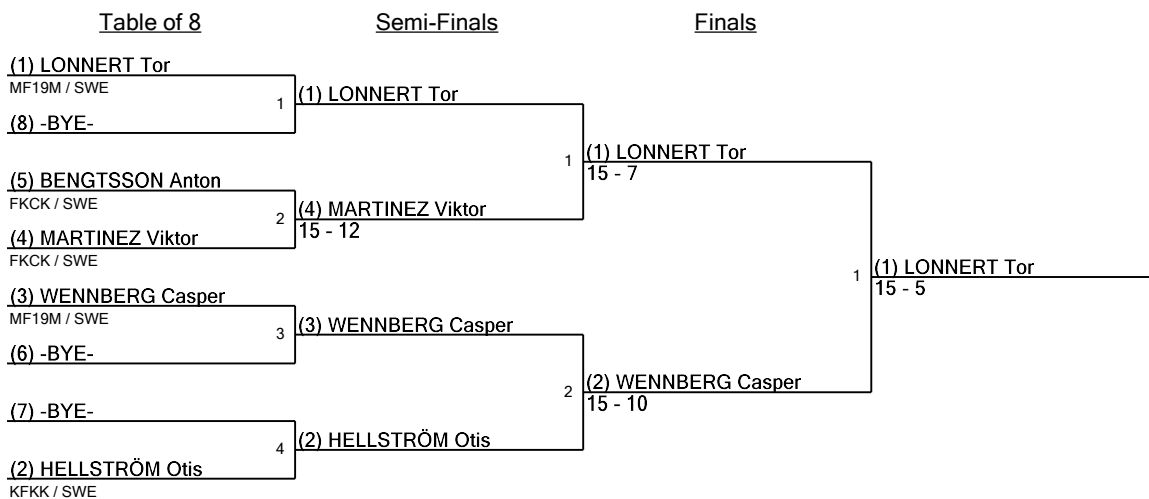 Table of 8
Semi-Finals
Finals
(1) LONNERT Tor
MF19M / SWE
(8) -BYE-
(5) BENGTSSON Anton
FKCK / SWE
(4) MARTINEZ Viktor
FKCK / SWE
(3) WENNBERG Casper
MF19M / SWE
(6) -BYE-
(7) -BYE-
(2) HELLSTRÖM Otis
KFKK / SWE
1
2
3
4
(1) LONNERT Tor
(4) MARTINEZ Viktor
15 - 12
(3) WENNBERG Casper
(2) HELLSTRÖM Otis
1
2
(1) LONNERT Tor
15 - 7
(2) WENNBERG Casper
15 - 10
1
(1) LONNERT Tor
15 - 5